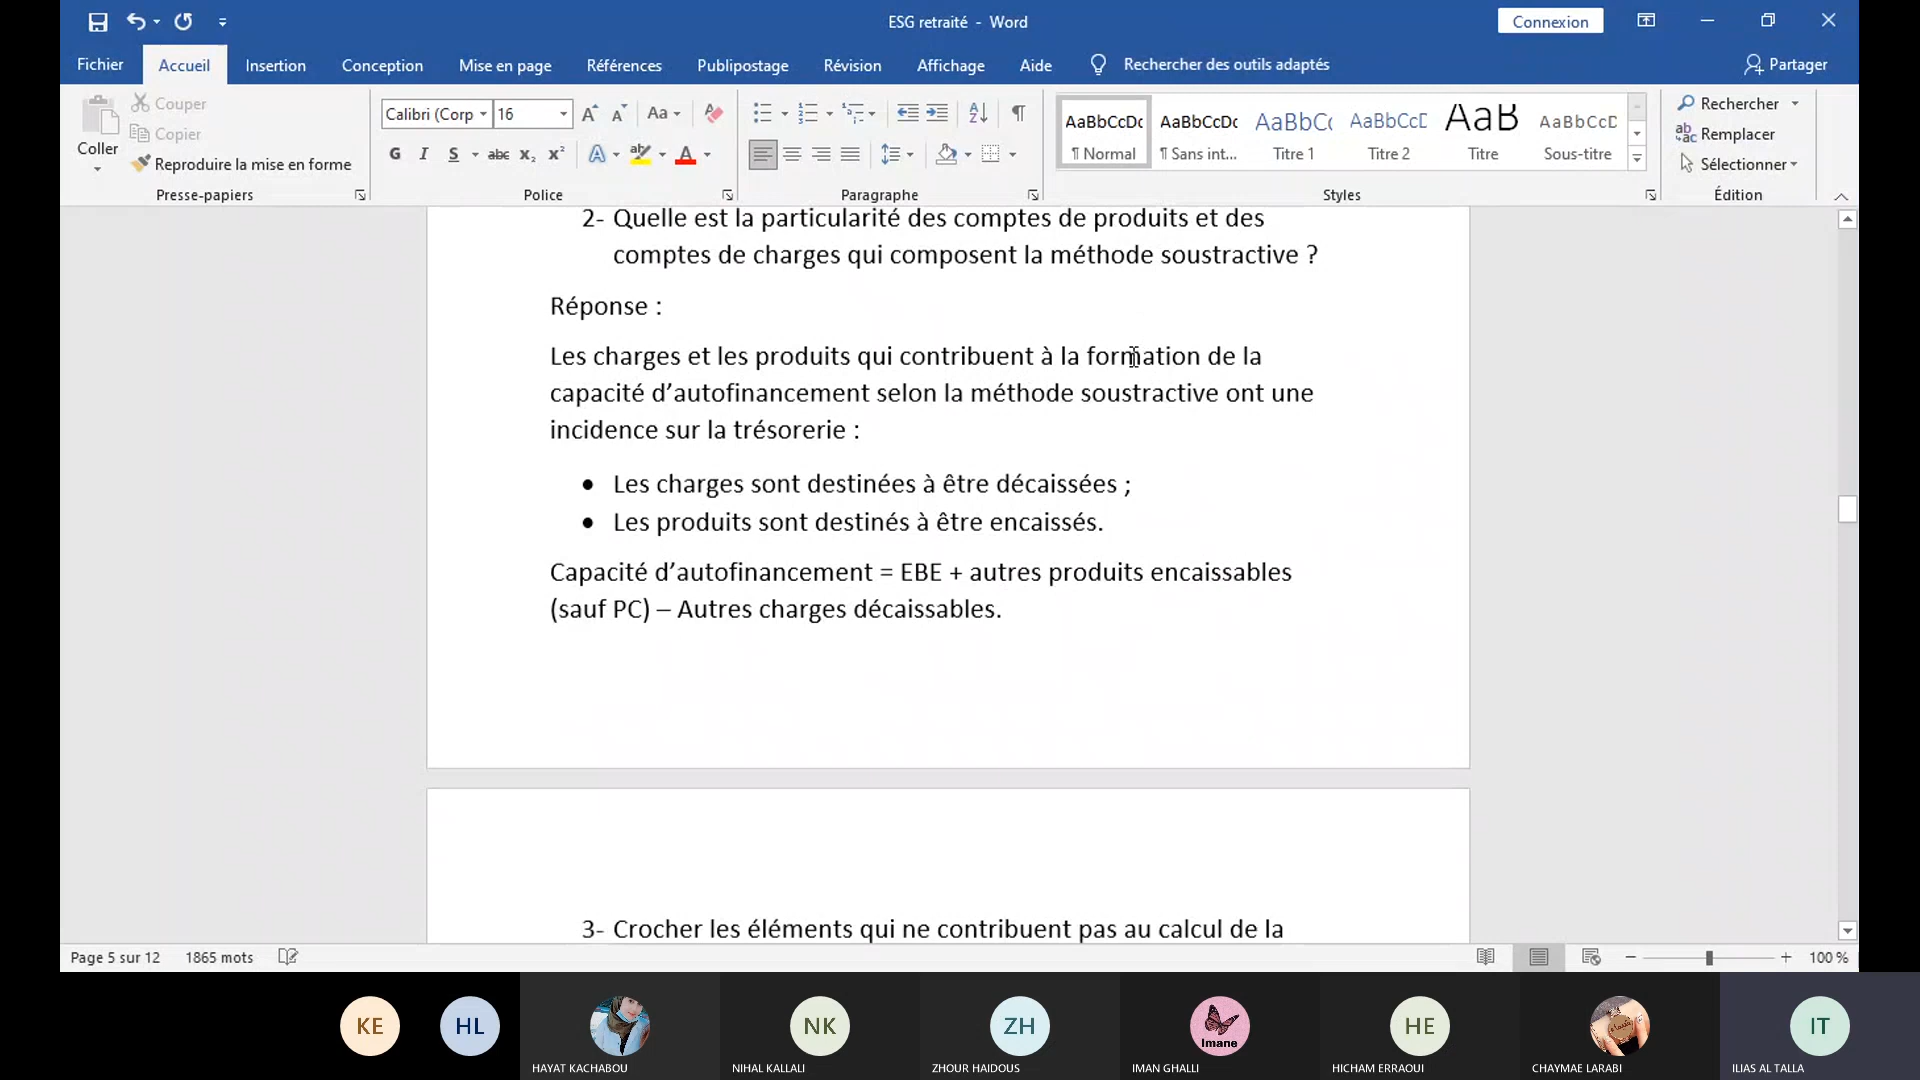 ESG retraité - Word
Connexion
Fichier
Accueil
Insertion
Conception
Mise en page
Références
Publipostage
Révision
Affichage
Aide
Rechercher des outils adaptés
Partager
Coller
Couper
Copier
Reproduire la mise en forme
Presse-papiers
Calibri (Corp
16
Aa
G I S abc x₂ x²
Police
Paragraphe
AaBbCcDc
¶ Normal
AaBbCcDc
¶ Sans int...
AaBbCc
Titre 1
AaBbCcD
Titre 2
AaB
Titre
AaBbCcD
Sous-titre
Styles
Rechercher
Remplacer
Sélectionner
Édition
2- Quelle est la particularité des comptes de produits et des
comptes de charges qui composent la méthode soustractive ?
Réponse :
Les charges et les produits qui contribuent à la formation de la
capacité d’autofinancement selon la méthode soustractive ont une
incidence sur la trésorerie :
• Les charges sont destinées à être décaissées ;
• Les produits sont destinés à être encaissés.
Capacité d’autofinancement = EBE + autres produits encaissables
(sauf PC) – Autres charges décaissables.
3- Crocher les éléments qui ne contribuent pas au calcul de la
Page 5 sur 12
1865 mots
100 %
KE
HL
HAYAT KACHABOU
NK
NIHAL KALLALI
ZH
ZHOUR HAIDOUS
Imane
IMAN GHALLI
HE
HICHAM ERRAOUI
CHAYMAE LARABI
IT
ILIAS AL TALLA